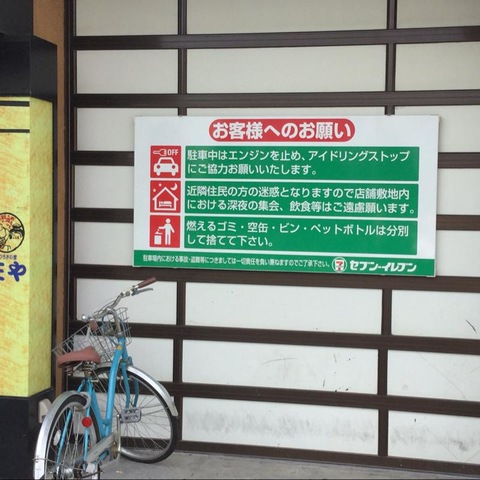 お客様へのお願い
OFF
駐車中はエンジンを止め、アイドリングストップ
にご協力お願いいたします。
近隣住民の方の迷惑となりますので店舗敷地内
における深夜の集会、飲食等はご遠慮願います。
燃えるゴミ・空缶・ビン・ペットボトルは分別
して捨てて下さい。
駐車場内における事故・盗難等につきましては一切責任を負い兼ねますのでご了承下さい。
セブン-イレブン
や